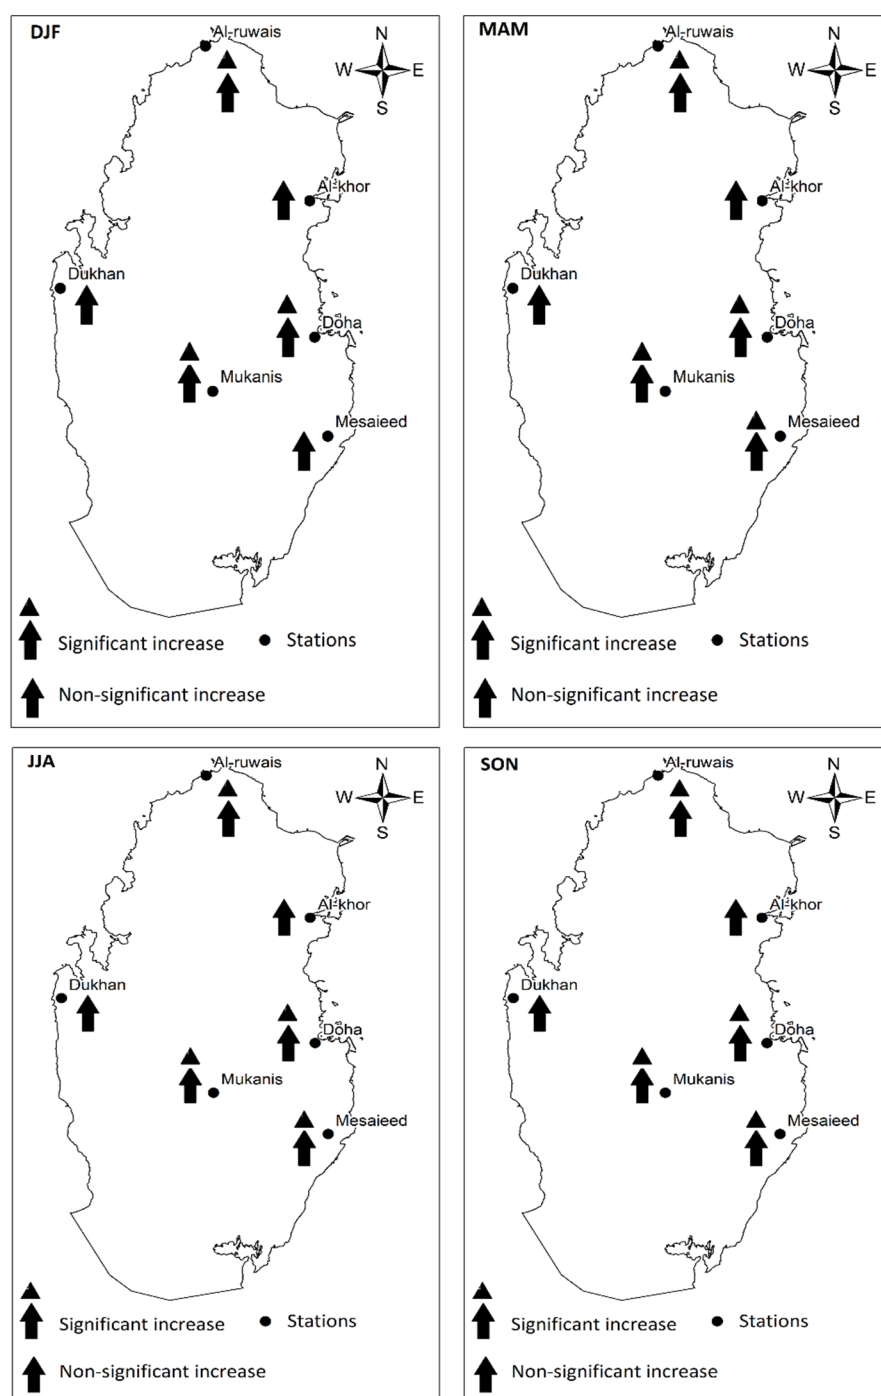 DJF
Al-ruwais
N
W E
S
Al-khor
Dukhan
Doha
Mukanis
Mesaieed
Significant increase Stations
Non-significant increase
MAM
Al-ruwais
N
W E
S
Al-khor
Dukhan
Doha
Mukanis
Mesaieed
Significant increase Stations
Non-significant increase
JJA
Al-ruwais
N
W E
S
Al-khor
Dukhan
Doha
Mukanis
Mesaieed
Significant increase Stations
Non-significant increase
SON
Al-ruwais
N
W E
S
Al-khor
Dukhan
Doha
Mukanis
Mesaieed
Significant increase Stations
Non-significant increase